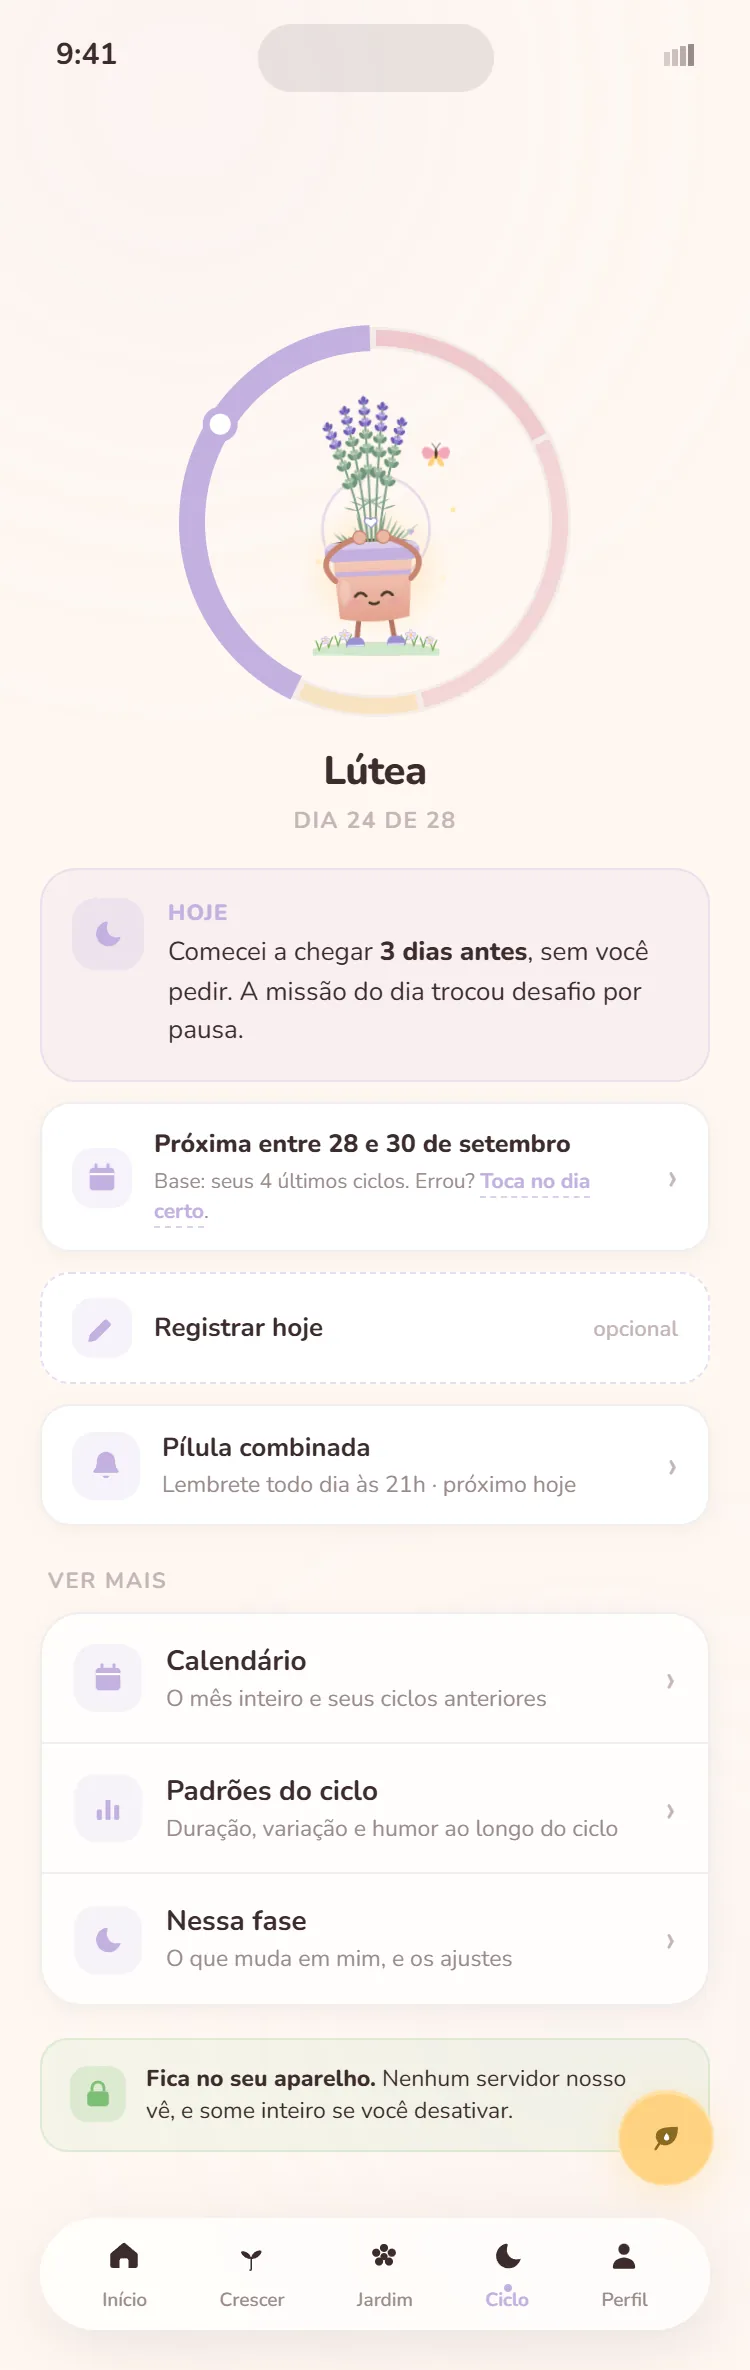 9:41
Lútea
DIA 24 DE 28
HOJE
Comecei a chegar 3 dias antes, sem você
pedir. A missão do dia trocou desafio por
pausa.
Próxima entre 28 e 30 de setembro
Base: seus 4 últimos ciclos. Errou? Toca no dia
certo.
Registrar hoje
opcional
Pílula combinada
Lembrete todo dia às 21h · próximo hoje
VER MAIS
Calendário
O mês inteiro e seus ciclos anteriores
Padrões do ciclo
Duração, variação e humor ao longo do ciclo
Nessa fase
O que muda em mim, e os ajustes
Fica no seu aparelho. Nenhum servidor nosso
vê, e some inteiro se você desativar.
Início
Crescer
Jardim
Ciclo
Perfil